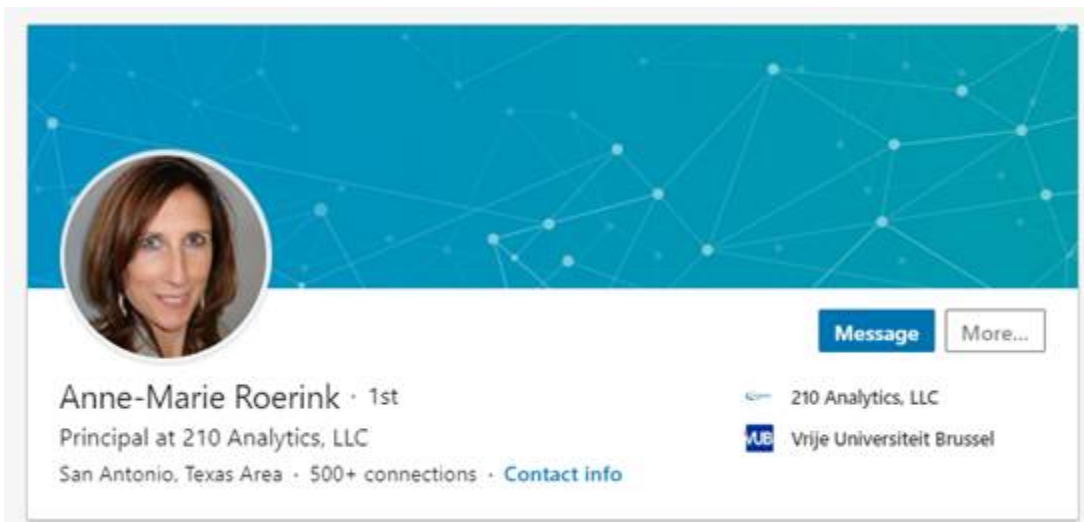 Message
More...
Anne-Marie Roerink · 1st
210 Analytics, LLC
Principal at 210 Analytics, LLC
VUB
Vrije Universiteit Brussel
San Antonio, Texas Area · 500+ connections · Contact info